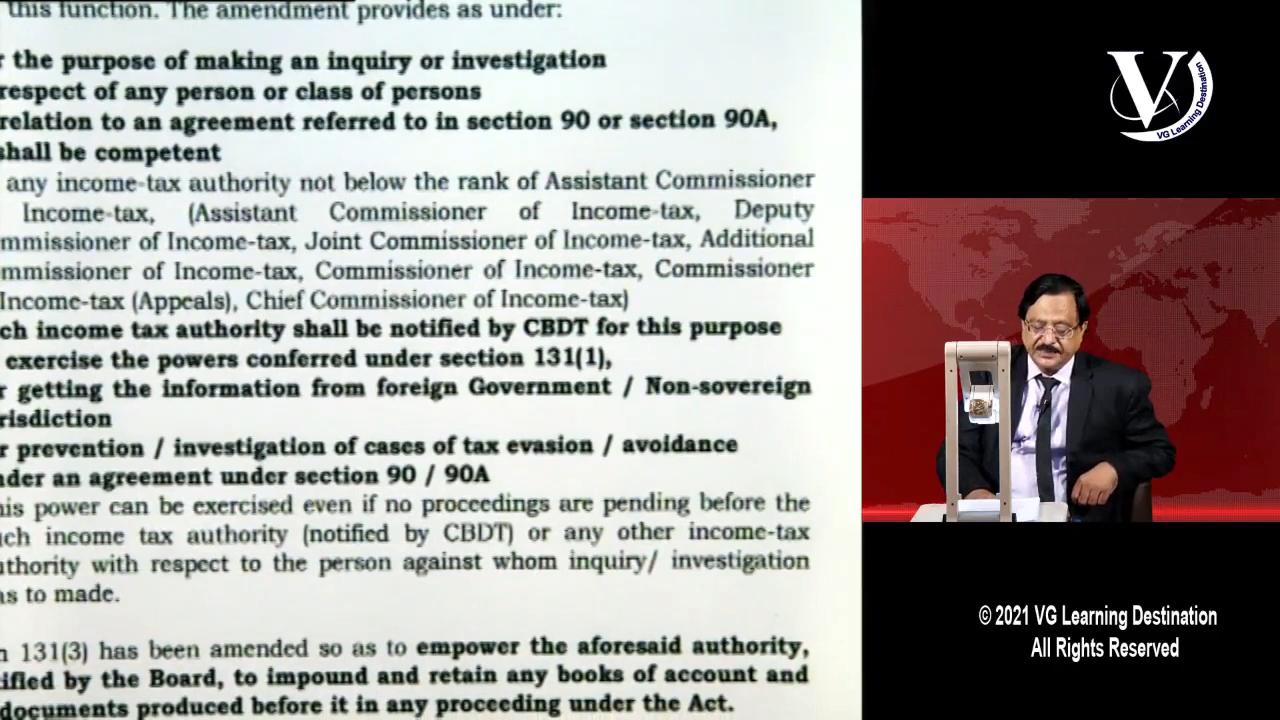 this function. The amendment provides as under:
the purpose of making an inquiry or investigation
respect of any person or class of persons
relation to an agreement referred to in section 90 or section 90A,
shall be competent
any income-tax authority not below the rank of Assistant Commissioner
Income-tax, (Assistant Commissioner of Income-tax, Deputy
mmissioner of Income-tax, Joint Commissioner of Income-tax, Additional
mmissioner of Income-tax, Commissioner of Income-tax, Commissioner
Income-tax (Appeals), Chief Commissioner of Income-tax)
ch income tax authority shall be notified by CBDT for this purpose
exercise the powers conferred under section 131(1),
r getting the information from foreign Government / Non-sovereign
risdiction
r prevention / investigation of cases of tax evasion / avoidance
nder an agreement under section 90 / 90A
his power can be exercised even if no proceedings are pending before the
ch income tax authority (notified by CBDT) or any other income-tax
uthority with respect to the person against whom inquiry/ investigation
as to made.
n 131(3) has been amended so as to empower the aforesaid authority,
ified by the Board, to impound and retain any books of account and
documents produced before it in any proceeding under the Act.
V
VG Learning Destination
© 2021 VG Learning Destination
All Rights Reserved